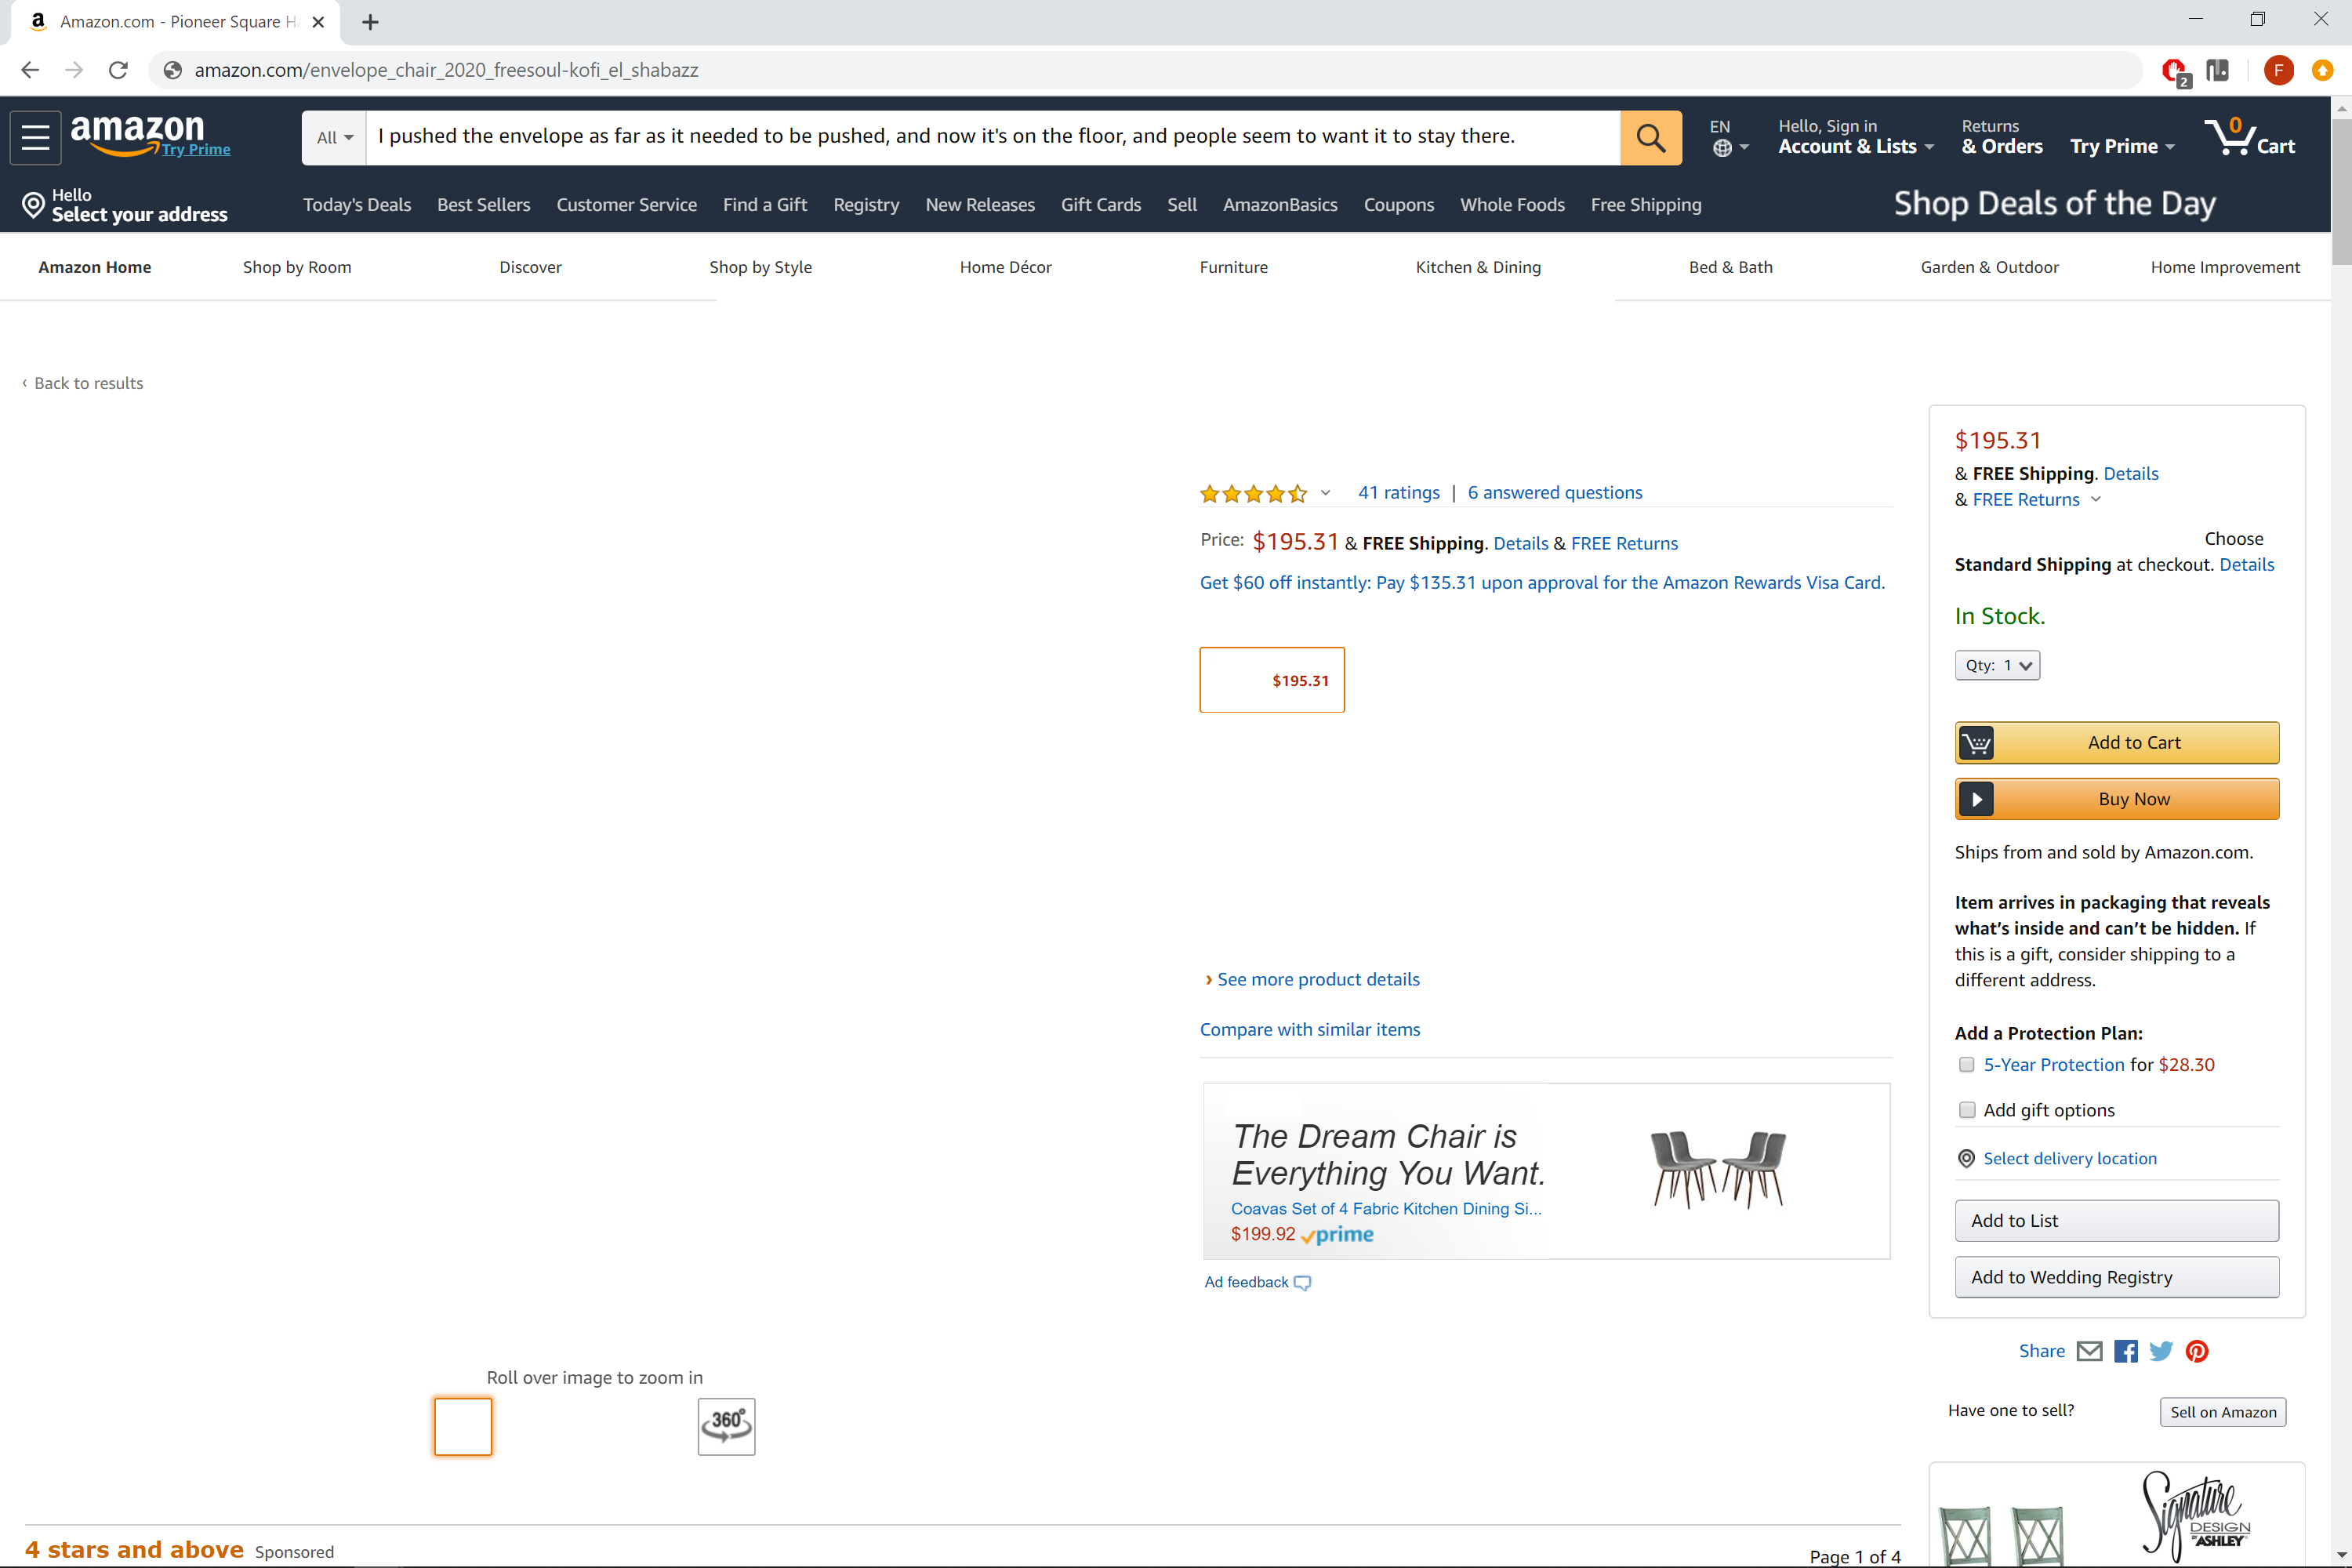 Amazon.com - Pioneer Square Ha
amazon.com/envelope_chair_2020_freesoul-kofi_el_shabazz
2
F
amazon
Try Prime
All
I pushed the envelope as far as it needed to be pushed, and now it's on the floor, and people seem to want it to stay there.
EN
Hello, Sign in
Account & Lists
Returns
& Orders
Try Prime
0
Cart
Hello
Select your address
Today's Deals
Best Sellers
Customer Service
Find a Gift
Registry
New Releases
Gift Cards
Sell
AmazonBasics
Coupons
Whole Foods
Free Shipping
Shop Deals of the Day
Amazon Home
Shop by Room
Discover
Shop by Style
Home Décor
Furniture
Kitchen & Dining
Bed & Bath
Garden & Outdoor
Home Improvement
‹ Back to results
41 ratings | 6 answered questions
Price: $195.31 & FREE Shipping. Details & FREE Returns
Get $60 off instantly: Pay $135.31 upon approval for the Amazon Rewards Visa Card.
$195.31
› See more product details
Compare with similar items
The Dream Chair is
Everything You Want.
Coavas Set of 4 Fabric Kitchen Dining Si...
$199.92 prime
Ad feedback
Roll over image to zoom in
360°
$195.31
& FREE Shipping. Details
& FREE Returns
Choose
Standard Shipping at checkout. Details
In Stock.
Qty: 1
Add to Cart
Buy Now
Ships from and sold by Amazon.com.
Item arrives in packaging that reveals
what's inside and can't be hidden. If
this is a gift, consider shipping to a
different address.
Add a Protection Plan:
5-Year Protection for $28.30
Add gift options
Select delivery location
Add to List
Add to Wedding Registry
Share
Have one to sell?
Sell on Amazon
Signature
DESIGN
BY ASHLEY
4 stars and above Sponsored
Page 1 of 4